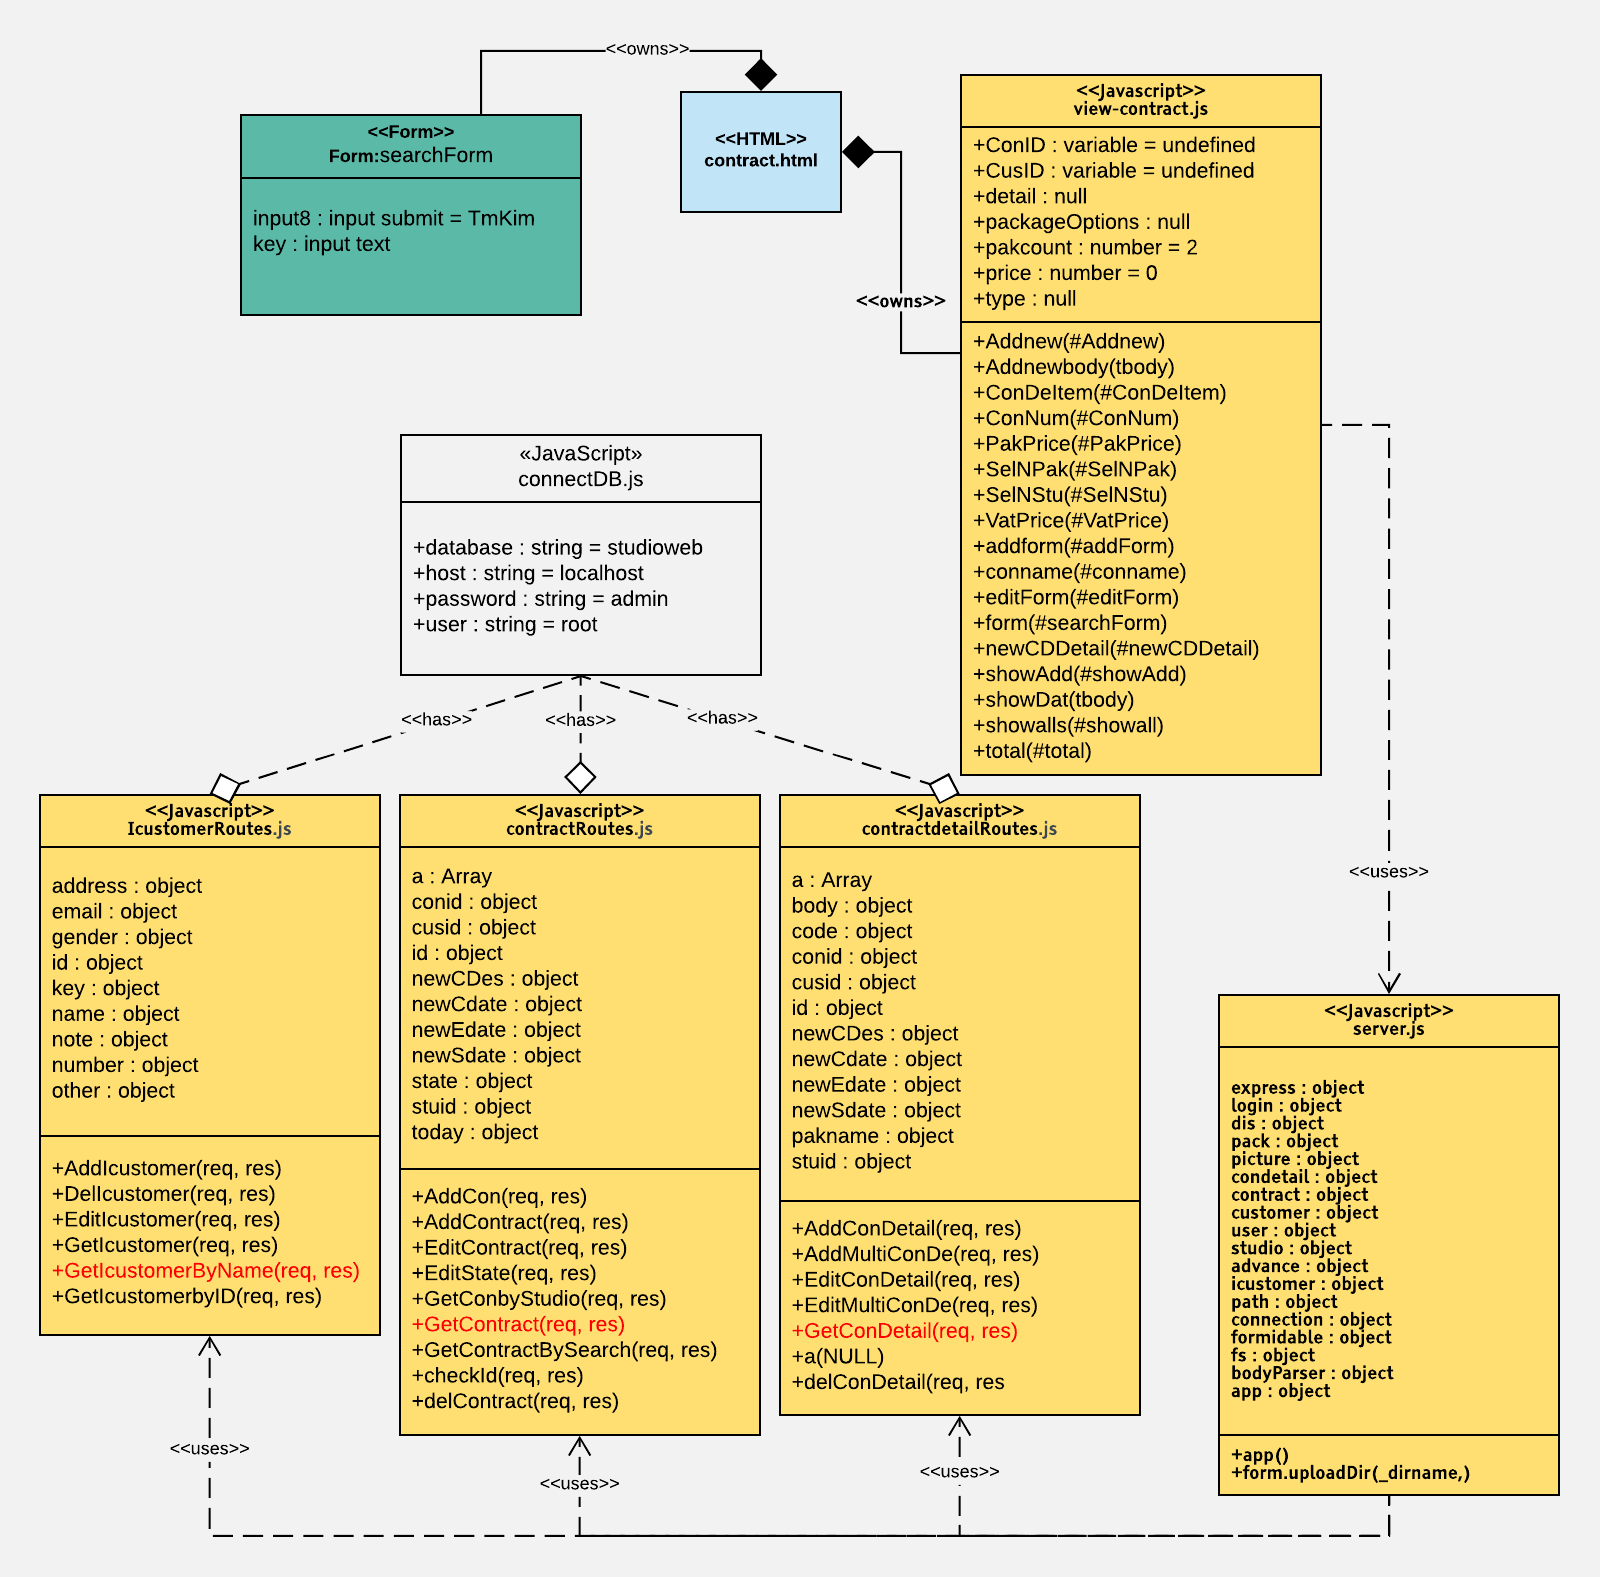 <<owns>>
<<Form>>
Form:searchForm
input8 : input submit = TmKim
key : input text
<<HTML>>
contract.html
<<owns>>
<<Javascript>>
view-contract.js
+ConID : variable = undefined
+CusID : variable = undefined
+detail : null
+packageOptions : null
+pakcount : number = 2
+price : number = 0
+type : null
+Addnew(#Addnew)
+Addnewbody(tbody)
+ConDeItem(#ConDeItem)
+ConNum(#ConNum)
+PakPrice(#PakPrice)
+SelNPak(#SelNPak)
+SelNStu(#SelNStu)
+VatPrice(#VatPrice)
+addform(#addForm)
+conname(#conname)
+editForm(#editForm)
+form(#searchForm)
+newCDDetail(#newCDDetail)
+showAdd(#showAdd)
+showDat(tbody)
+showalls(#showall)
+total(#total)
«JavaScript»
connectDB.js
+database : string = studioweb
+host : string = localhost
+password : string = admin
+user : string = root
<<has>>
<<has>>
<<has>>
<<Javascript>>
IcustomerRoutes.js
address : object
email : object
gender : object
id : object
key : object
name : object
note : object
number : object
other : object
+AddIcustomer(req, res)
+DelIcustomer(req, res)
+EditIcustomer(req, res)
+GetIcustomer(req, res)
+GetIcustomerByName(req, res)
+GetIcustomerbyID(req, res)
<<Javascript>>
contractRoutes.js
a : Array
conid : object
cusid : object
id : object
newCDes : object
newCdate : object
newEdate : object
newSdate : object
state : object
stuid : object
today : object
+AddCon(req, res)
+AddContract(req, res)
+EditContract(req, res)
+EditState(req, res)
+GetConbyStudio(req, res)
+GetContract(req, res)
+GetContractBySearch(req, res)
+checkId(req, res)
+delContract(req, res)
<<Javascript>>
contractdetailRoutes.js
a : Array
body : object
code : object
conid : object
cusid : object
id : object
newCDes : object
newCdate : object
newEdate : object
newSdate : object
pakname : object
stuid : object
+AddConDetail(req, res)
+AddMultiConDe(req, res)
+EditConDetail(req, res)
+EditMultiConDe(req, res)
+GetConDetail(req, res)
+a(NULL)
+delConDetail(req, res
<<uses>>
<<Javascript>>
server.js
express : object
login : object
dis : object
pack : object
picture : object
condetail : object
contract : object
customer : object
user : object
studio : object
advance : object
icustomer : object
path : object
connection : object
formidable : object
fs : object
bodyParser : object
app : object
+app()
+form.uploadDir(_dirname,)
<<uses>>
<<uses>>
<<uses>>